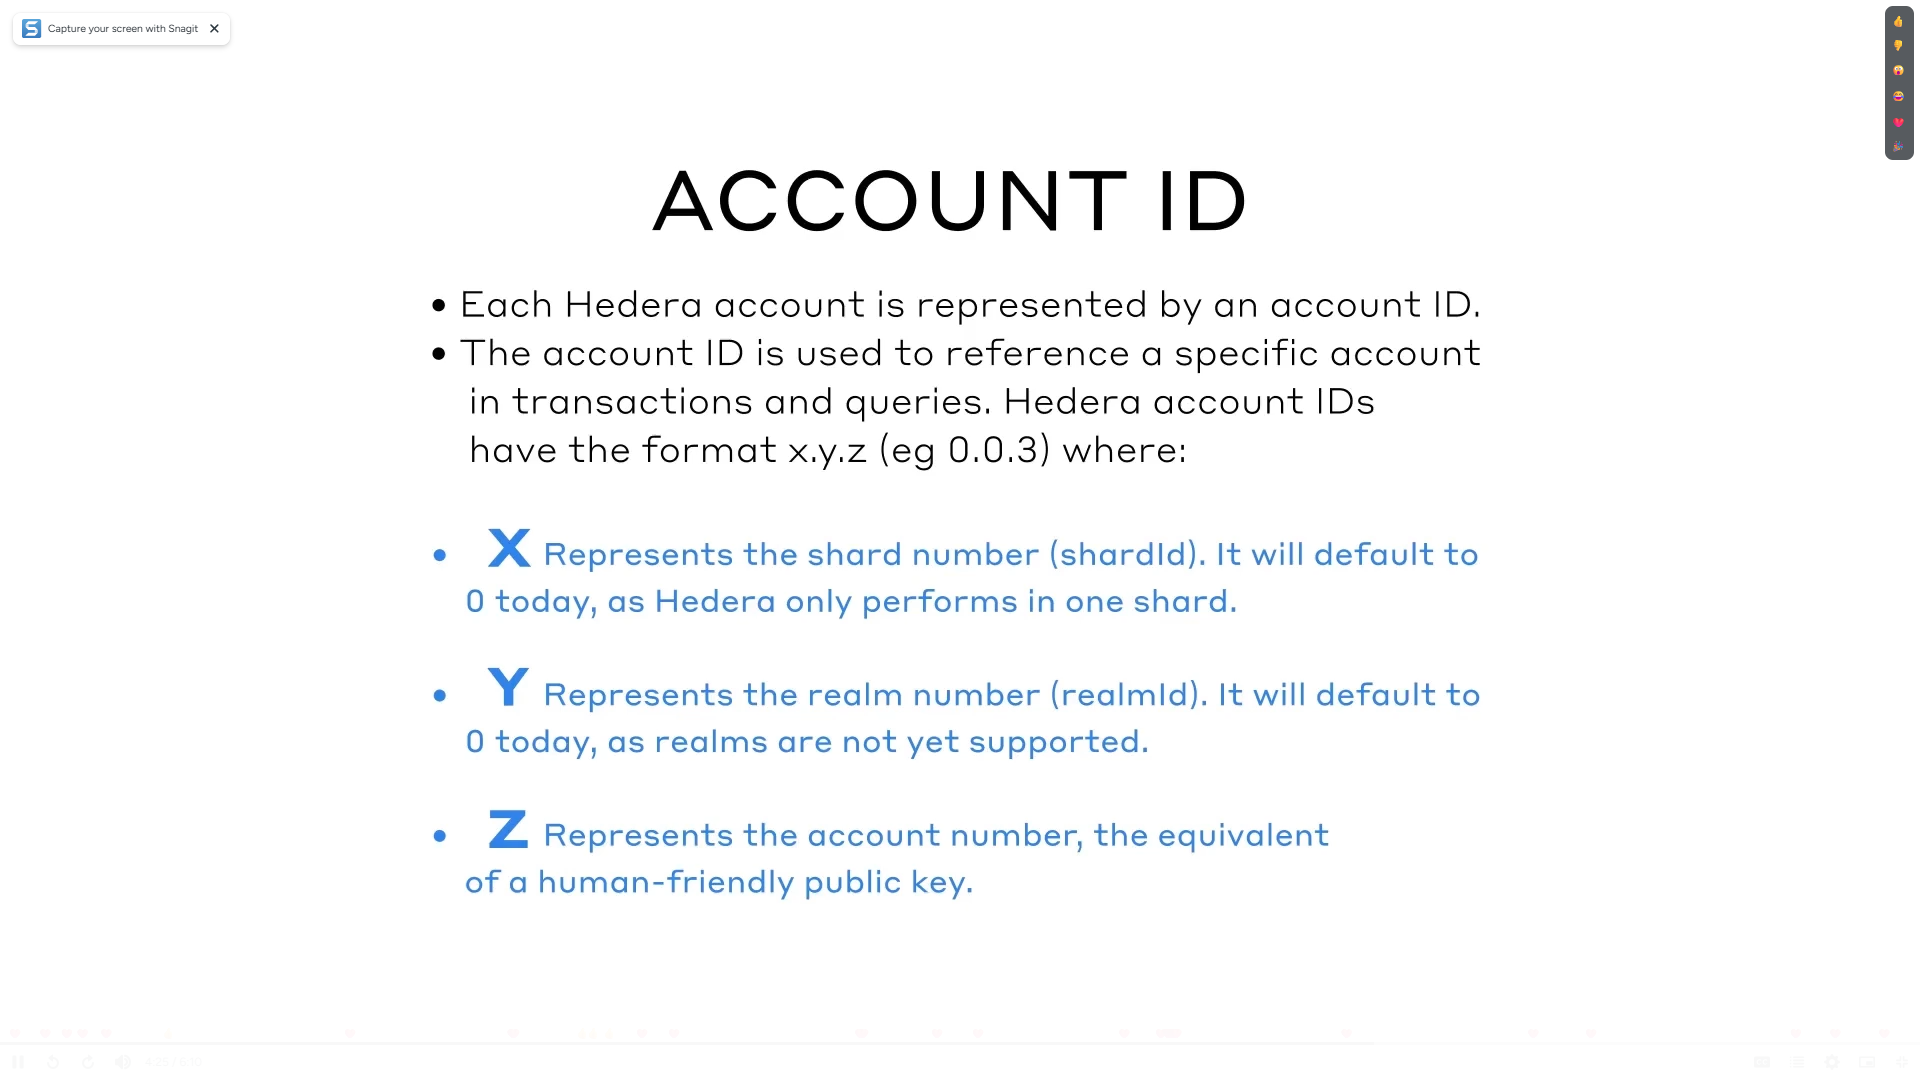 Capture your screen with Snagit
ACCOUNT ID
• Each Hedera account is represented by an account ID.
• The account ID is used to reference a specific account
in transactions and queries. Hedera account IDs
have the format x.y.z (eg 0.0.3) where:
• X Represents the shard number (shardId). It will default to
0 today, as Hedera only performs in one shard.
• Y Represents the realm number (realmId). It will default to
0 today, as realms are not yet supported.
• Z Represents the account number, the equivalent
of a human-friendly public key.